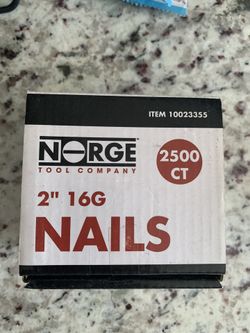 ITEM 10023355
NORGE
TOOL COMPANY
2500
CT
2" 16G
NAILS